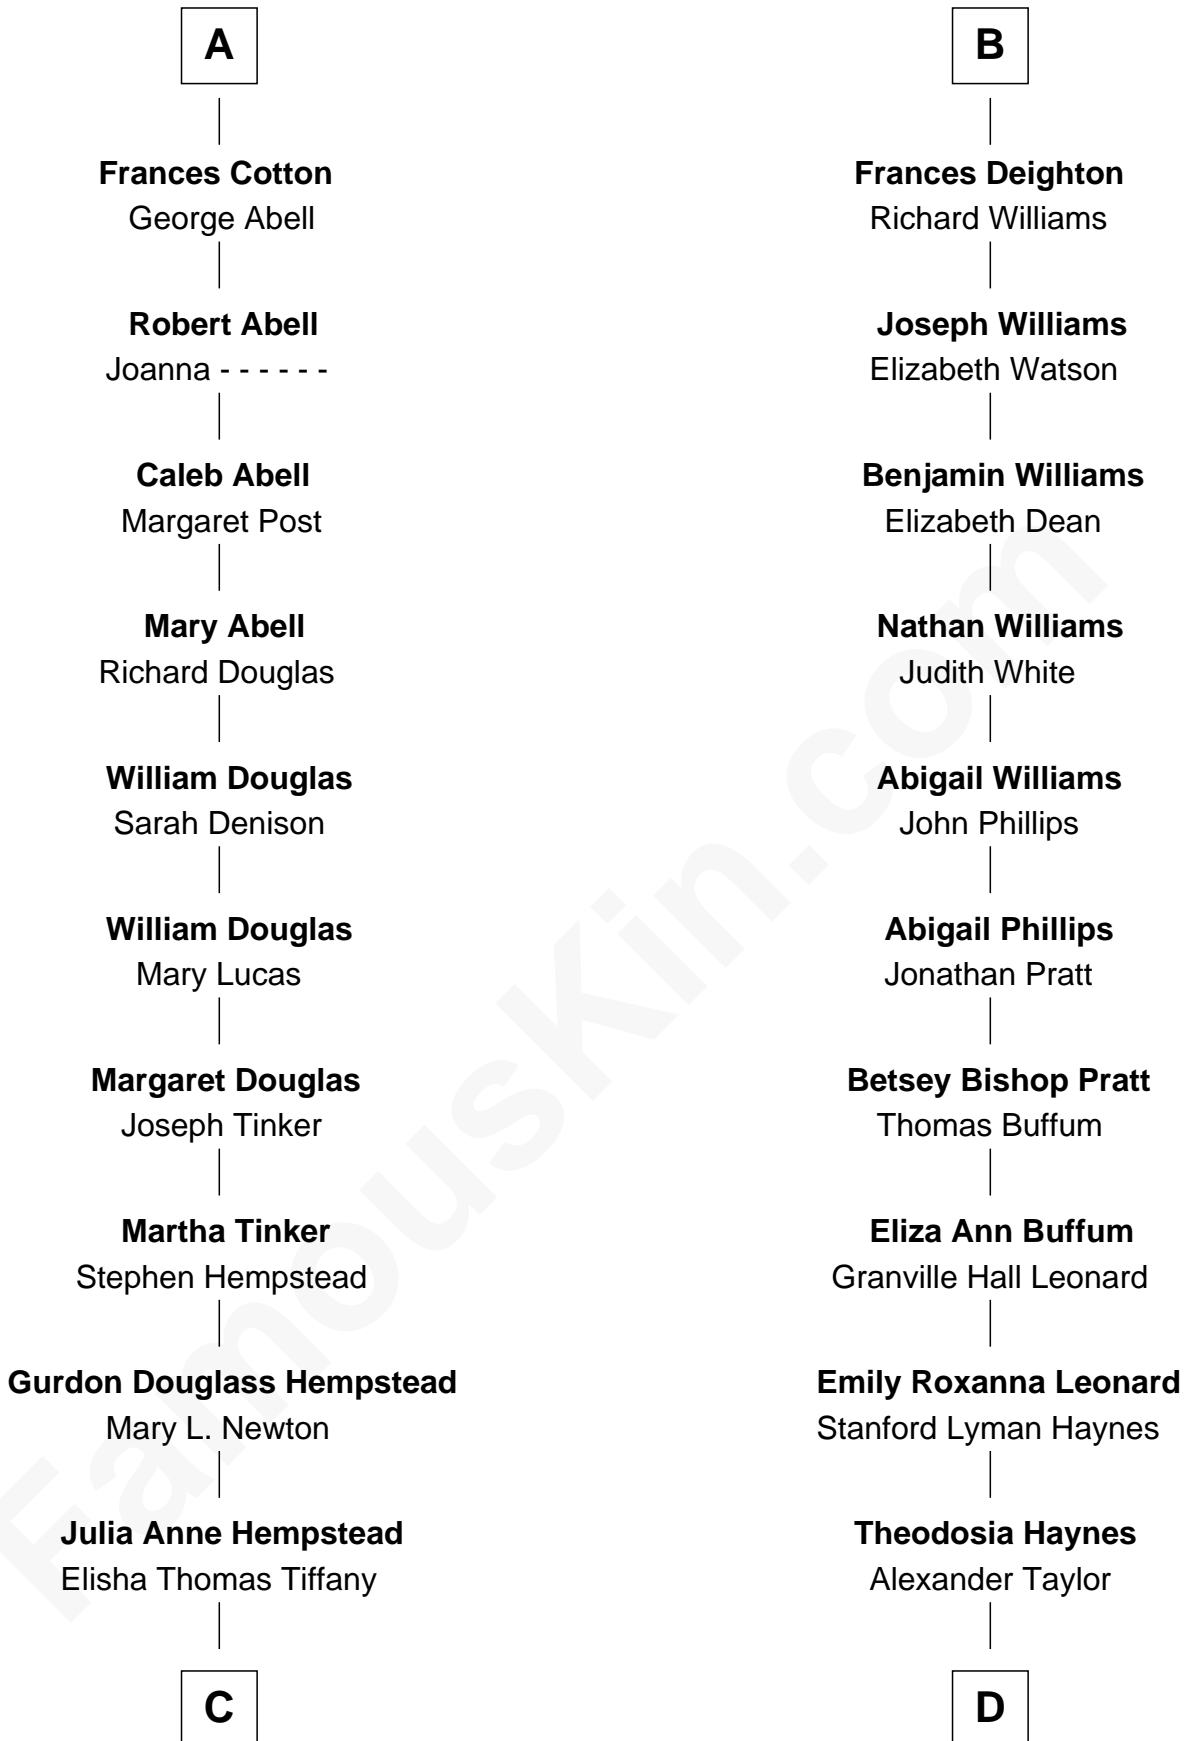 A
Frances Cotton
George Abell
Robert Abell
Joanna - - - - - -
Caleb Abell
Margaret Post
Mary Abell
Richard Douglas
William Douglas
Sarah Denison
William Douglas
Mary Lucas
Margaret Douglas
Joseph Tinker
Martha Tinker
Stephen Hempstead
Gurdon Douglass Hempstead
Mary L. Newton
Julia Anne Hempstead
Elisha Thomas Tiffany
C
B
Frances Deighton
Richard Williams
Joseph Williams
Elizabeth Watson
Benjamin Williams
Elizabeth Dean
Nathan Williams
Judith White
Abigail Williams
John Phillips
Abigail Phillips
Jonathan Pratt
Betsey Bishop Pratt
Thomas Buffum
Eliza Ann Buffum
Granville Hall Leonard
Emily Roxanna Leonard
Stanford Lyman Haynes
Theodosia Haynes
Alexander Taylor
D
FamousKin.com